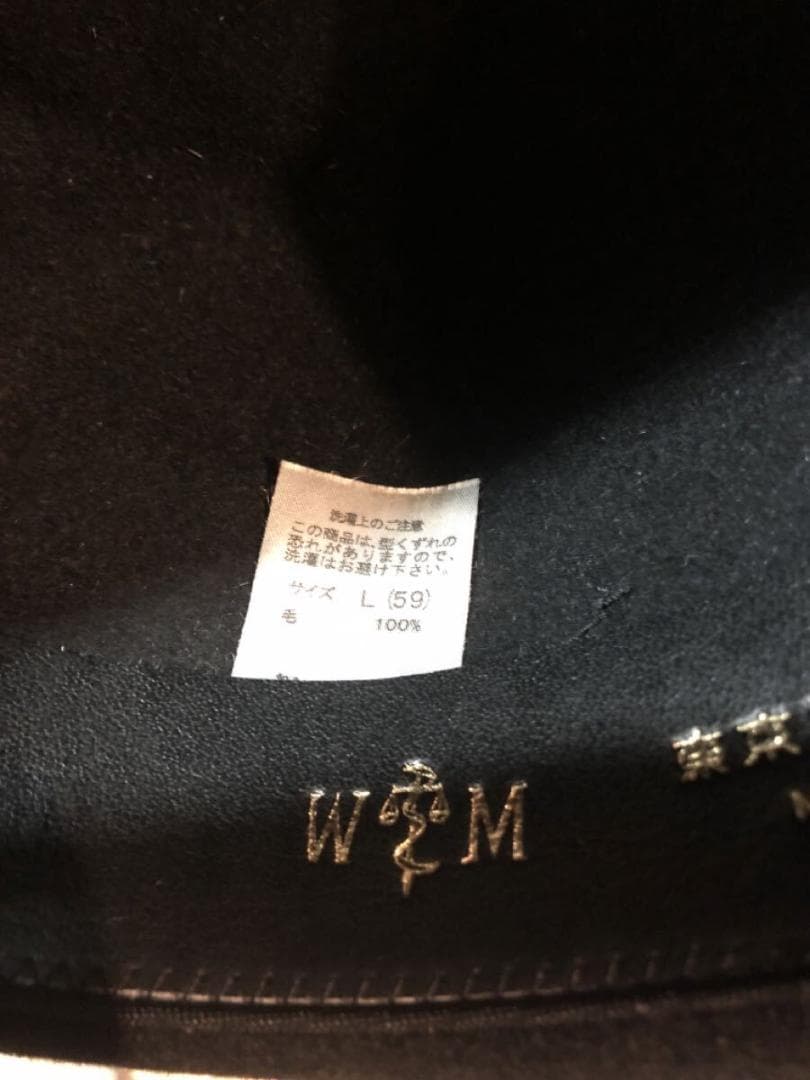 洗濯上のご注意
この商品は、型くずれの
恐れがありますので、
洗濯はお避け下さい。
サイズ L (59)
毛 100%
東京
W M